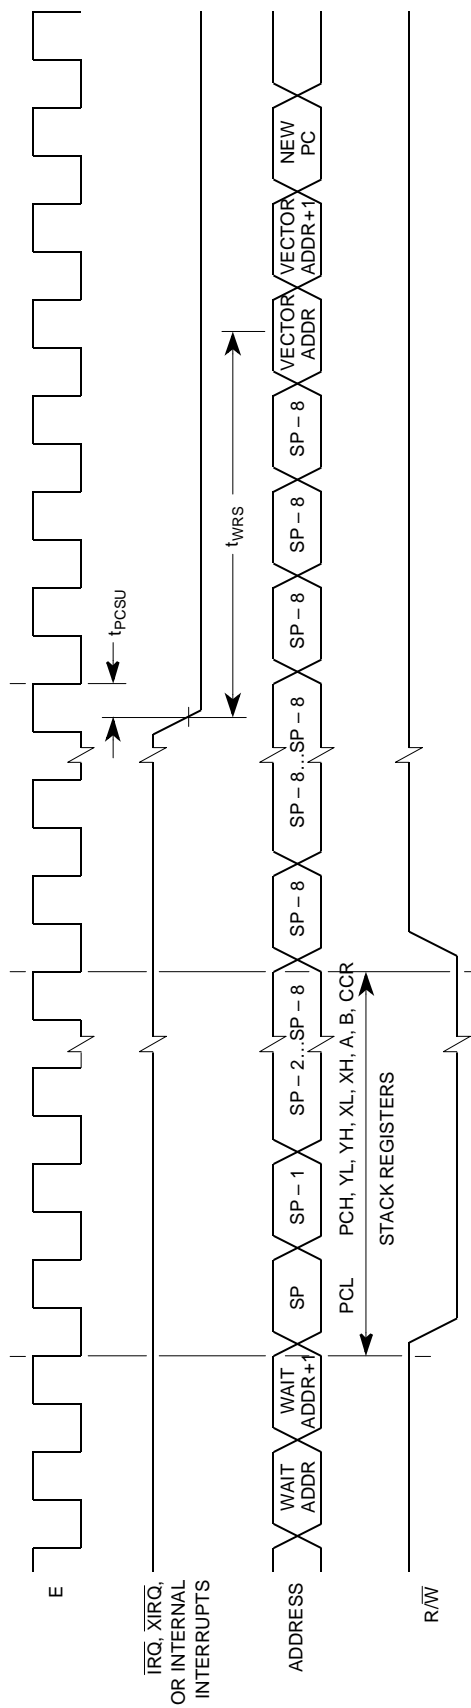 E
IRQ, XIRQ,
OR INTERNAL
INTERRUPTS
tPCSU
tWRS
ADDRESS
WAIT
ADDR
WAIT
ADDR+1
SP
SP – 1
SP – 2…SP – 8
SP – 8
SP – 8…SP – 8
SP – 8
SP – 8
SP – 8
VECTOR
ADDR
VECTOR
ADDR+1
NEW
PC
PCL
PCH, YL, YH, XL, XH, A, B, CCR
STACK REGISTERS
R/W